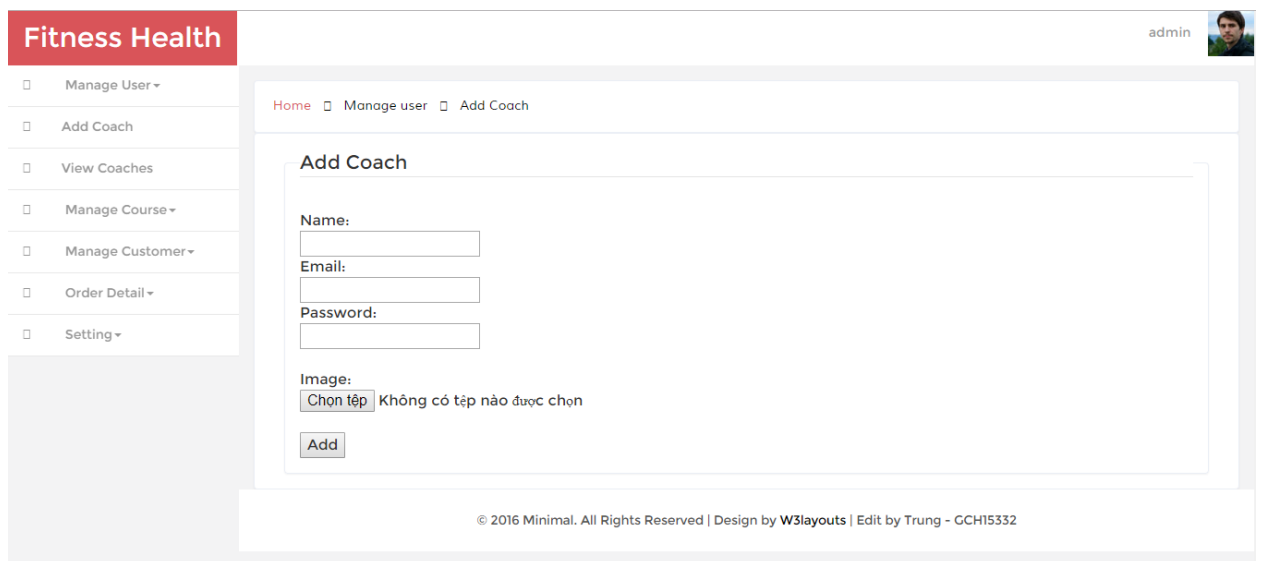 Fitness Health
admin
Manage User
Add Coach
View Coaches
Manage Course
Manage Customer
Order Detail
Setting
Home Manage user Add Coach
Add Coach
Name:
Email:
Password:
Image:
Chọn tệp Không có tệp nào được chọn
Add
© 2016 Minimal. All Rights Reserved | Design by W3layouts | Edit by Trung - GCH15332